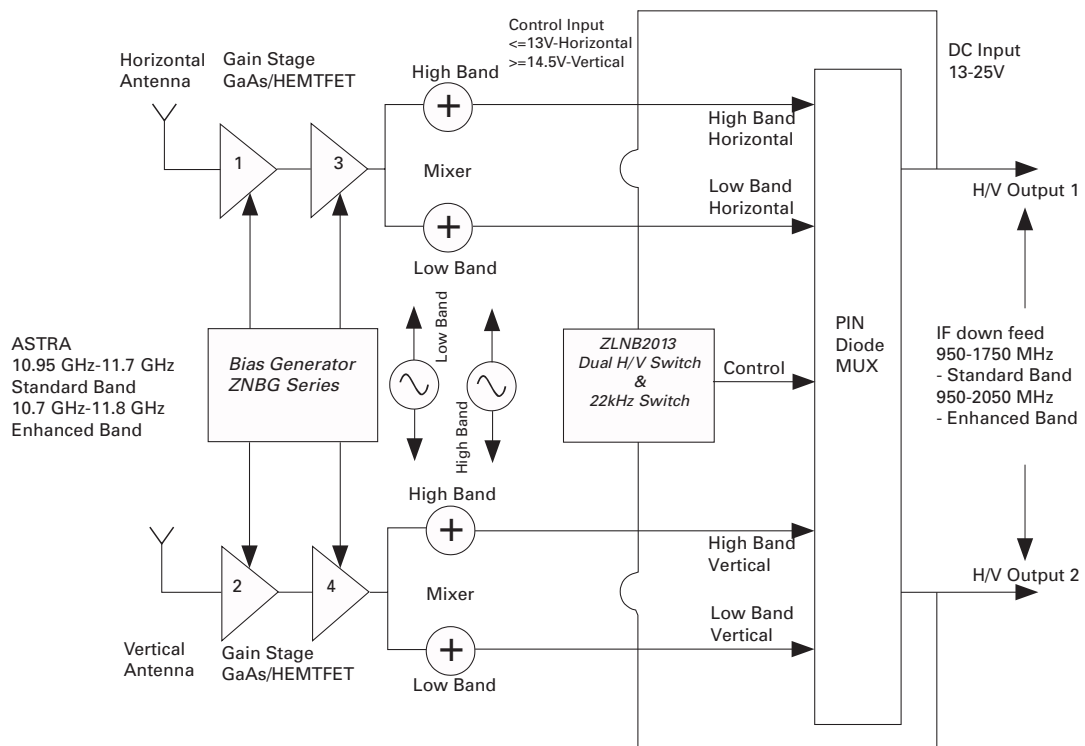 Control Input
<=13V-Horizontal
>=14.5V-Vertical
DC Input
13-25V
Horizontal
Antenna
Gain Stage
GaAs/HEMTFET
High Band
1
3
Mixer
Low Band
High Band
Horizontal
Low Band
Horizontal
H/V Output 1
ASTRA
10.95 GHz-11.7 GHz
Standard Band
10.7 GHz-11.8 GHz
Enhanced Band
Bias Generator
ZNBG Series
Low Band
High Band
ZLNB2013
Dual H/V Switch
&
22kHz Switch
Control
PIN
Diode
MUX
IF down feed
950-1750 MHz
- Standard Band
950-2050 MHz
- Enhanced Band
High Band
2
4
Mixer
Low Band
High Band
Vertical
Low Band
Vertical
H/V Output 2
Vertical
Antenna
Gain Stage
GaAs/HEMTFET